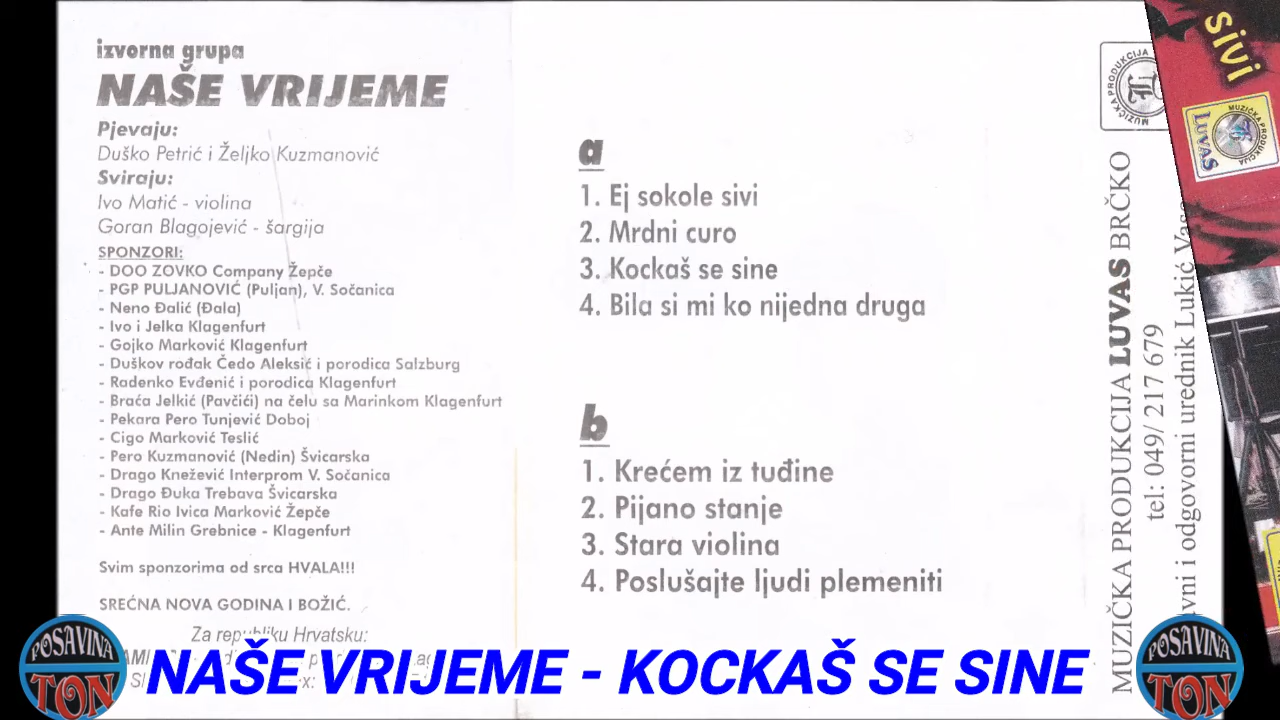 izvorna grupa
NAŠE VRIJEME
Pjevaju:
Duško Petrić i Željko Kuzmanović
Sviraju:
Ivo Matić - violina
Goran Blagojević - šargija
SPONZORI:
- DOO ZOVKO Company Žepče
- PGP PULJANOVIĆ (Puljan), V. Sočanica
- Neno Đalić (Đala)
- Ivo i Jelka Klagenfurt
- Gojko Marković Klagenfurt
- Duškov rođak Čedo Aleksić i porodica Salzburg
- Radenko Evđenić i porodica Klagenfurt
- Braća Jelkić (Pavčići) na čelu sa Marinkom Klagenfurt
- Pekara Pero Tunjević Doboj
- Cigo Marković Teslić
- Pero Kuzmanović (Nedin) Švicarska
- Drago Knežević Interprom V. Sočanica
- Drago Đuka Trebava Švicarska
- Kafe Rio Ivica Marković Žepče
- Ante Milin Grebnice - Klagenfurt
Svim sponzorima od srca HVALA!!!
SREĆNA NOVA GODINA I BOŽIĆ.
Za republiku Hrvatsku:
a
1. Ej sokole sivi
2. Mrdni curo
3. Kockaš se sine
4. Bila si mi ko nijedna druga
b
1. Krećem iz tuđine
2. Pijano stanje
3. Stara violina
4. Poslušajte ljudi plemeniti
MUZIČKA PRODUKCIJA
MUZIČKA PRODUKCIJA LUVAS BRČKO
tel: 049/ 217 679
i odgovorni urednik Lukić
sivi
MUZIČKA PRODUKCIJA
LUVAS
POSAVINA
TON
NAŠE VRIJEME - KOCKAŠ SE SINE
POSAVINA
TON